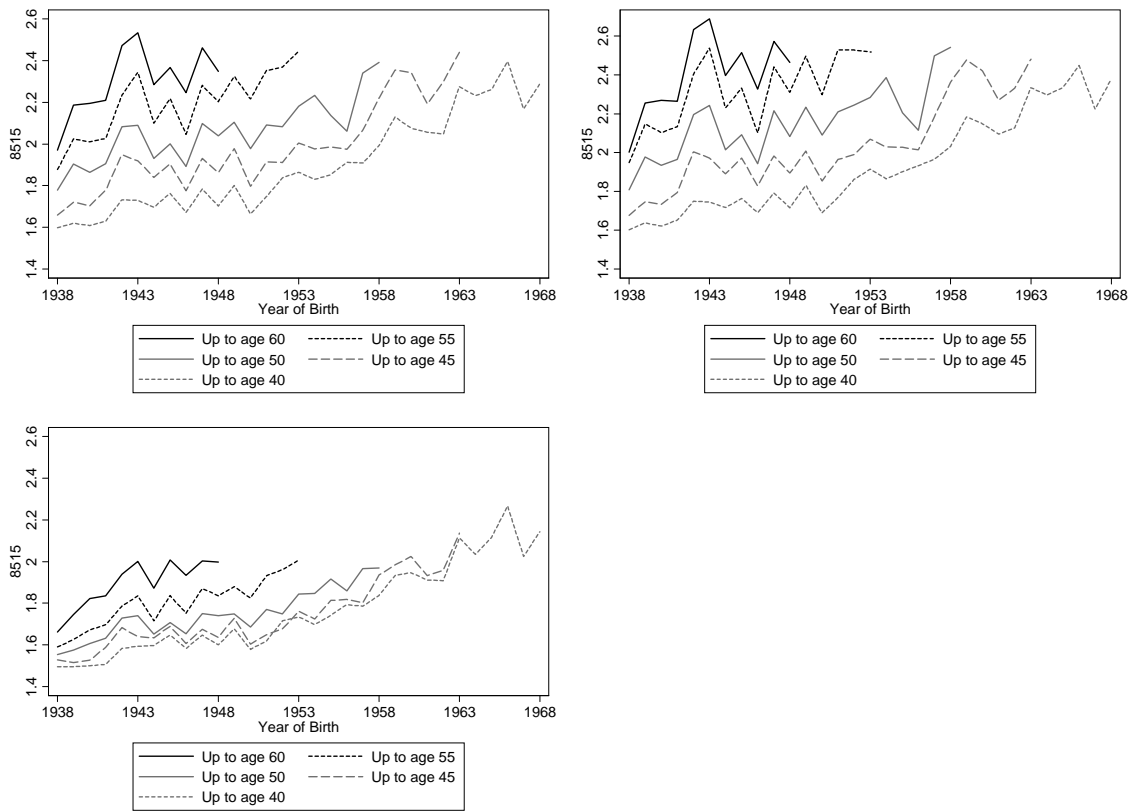 2.6
2.4
2.2
2
1.8
1.6
1.4
8515
1938 1943 1948 1953 1958 1963 1968
Year of Birth
Up to age 60 Up to age 55
Up to age 50 Up to age 45
Up to age 40
2.6
2.4
2.2
2
1.8
1.6
1.4
8515
1938 1943 1948 1953 1958 1963 1968
Year of Birth
Up to age 60 Up to age 55
Up to age 50 Up to age 45
Up to age 40
2.6
2.4
2.2
2
1.8
1.6
1.4
8515
1938 1943 1948 1953 1958 1963 1968
Year of Birth
Up to age 60 Up to age 55
Up to age 50 Up to age 45
Up to age 40